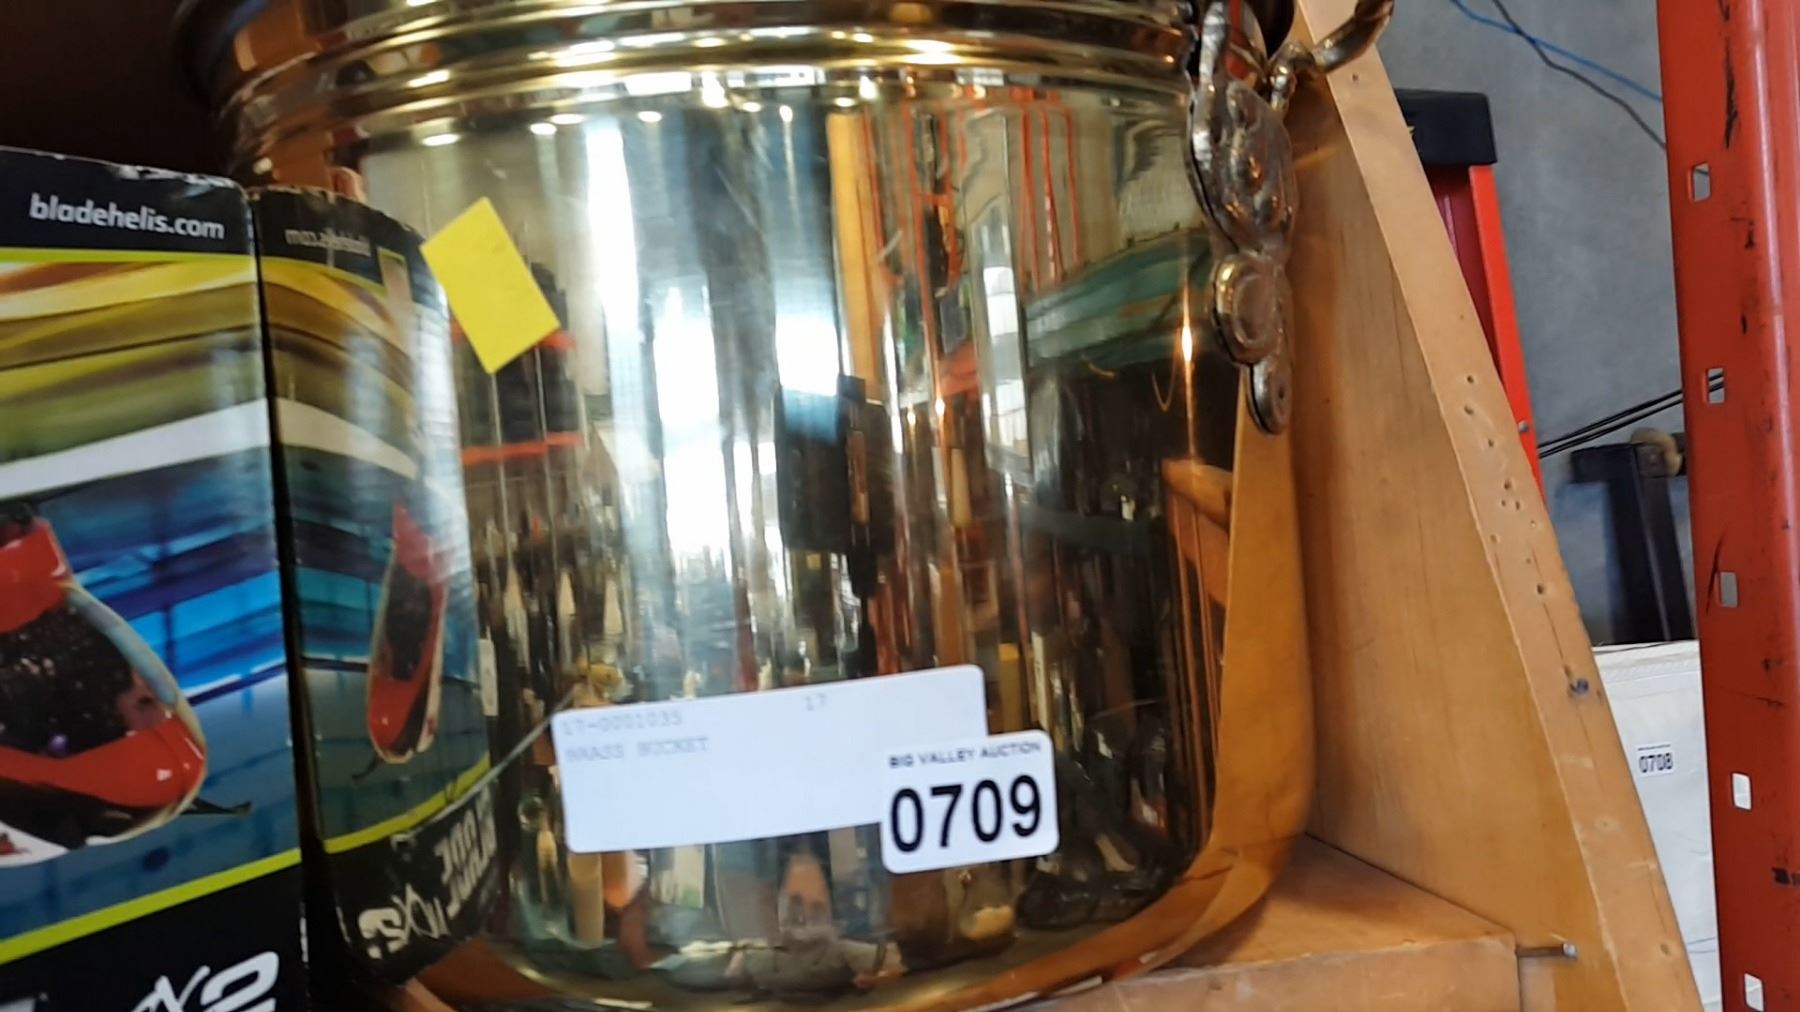 bladehelis.com
17-0001035 17
BRASS BUCKET
BIG VALLEY AUCTION
0709
0708